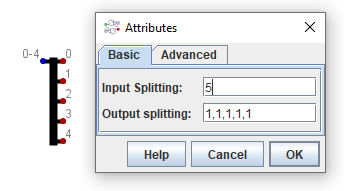 Attributes
0-4 0
1
2
3
4
Basic Advanced
Input Splitting: 5
Output splitting: 1,1,1,1,1
Help Cancel OK